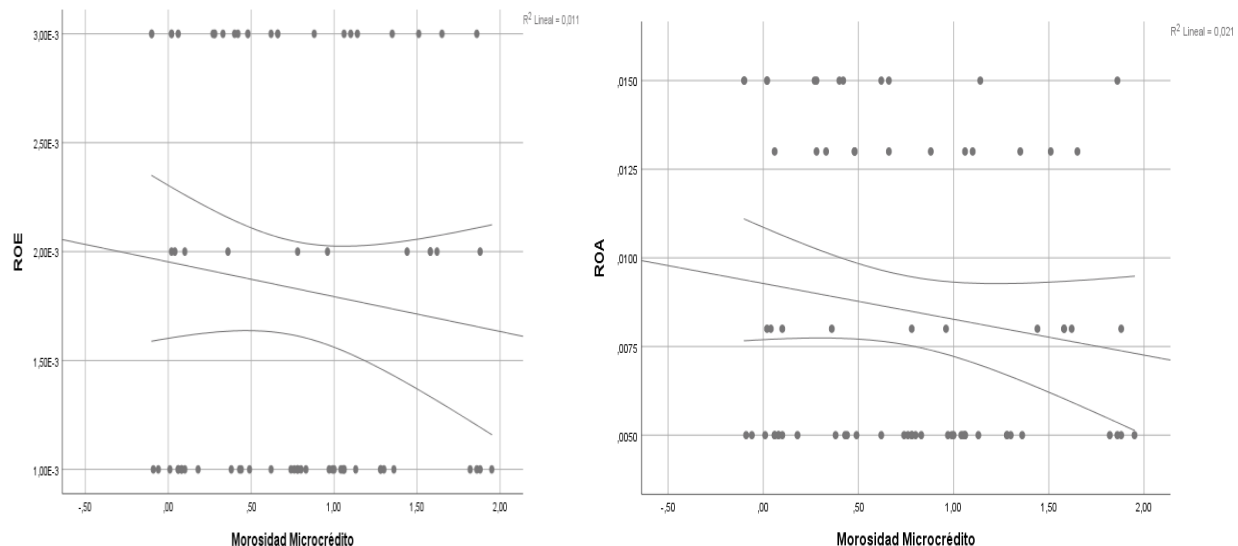 R² Lineal = 0,011
3,00E-3
2,50E-3
2,00E-3
1,50E-3
1,00E-3
ROE
-,50 ,00 ,50 1,00 1,50 2,00
Morosidad Microcrédito
R² Lineal = 0,021
,0150
,0125
,0100
,0075
,0050
ROA
-,50 ,00 ,50 1,00 1,50 2,00
Morosidad Microcrédito